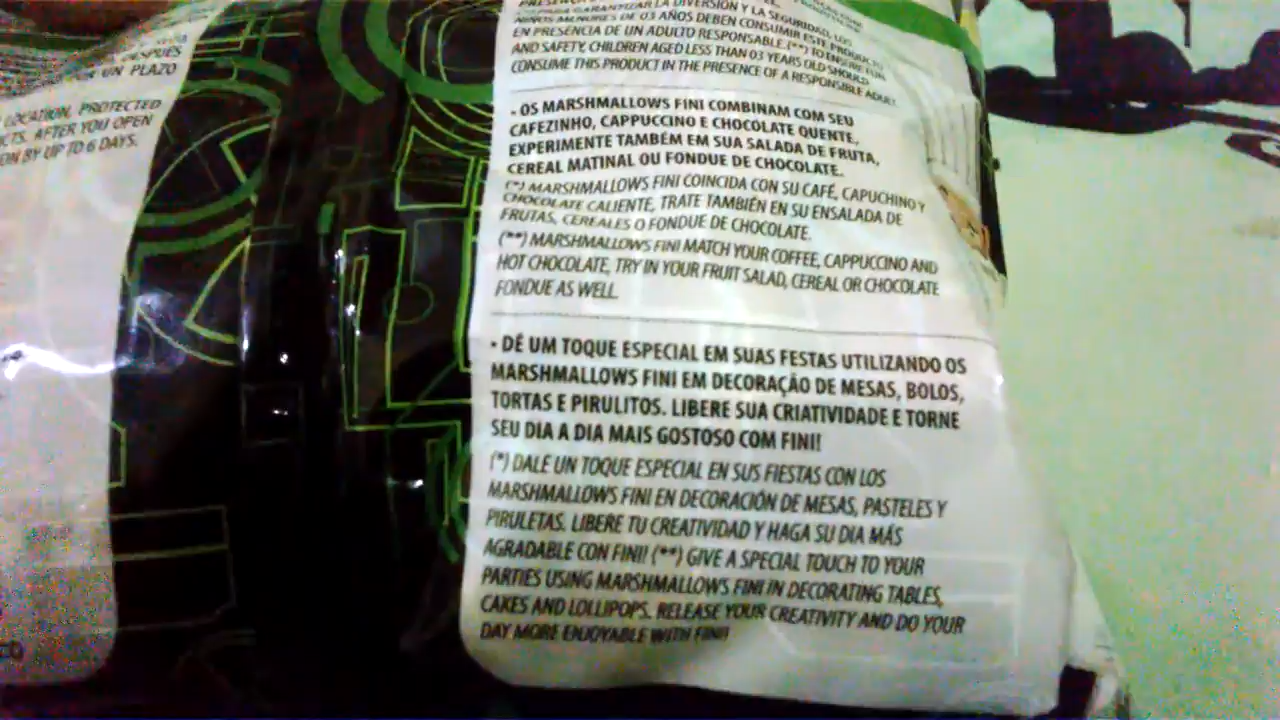 DESPUÉS
UN PLAZO
LOCATION, PROTECTED
CTS. AFTER YOU OPEN
ON BY UP TO 6 DAYS.
GARANTIZAR LA DIVERSIÓN Y LA SEGURIDAD, LOS
NIÑOS MENORES DE 03 AÑOS DEBEN CONSUMIR ESTE PRODUCTO
EN PRESENCIA DE UN ADULTO RESPONSABLE.(**) TO ENSURE FUN
AND SAFETY, CHILDREN AGED LESS THAN 03 YEARS OLD SHOULD
CONSUME THIS PRODUCT IN THE PRESENCE OF A RESPONSIBLE ADULT.
• OS MARSHMALLOWS FINI COMBINAM COM SEU
CAFEZINHO, CAPPUCCINO E CHOCOLATE QUENTE,
EXPERIMENTE TAMBÉM EM SUA SALADA DE FRUTA,
CEREAL MATINAL OU FONDUE DE CHOCOLATE.
(*) MARSHMALLOWS FINI COINCIDA CON SU CAFÉ, CAPUCHINO Y
CHOCOLATE CALIENTE, TRATE TAMBIÉN EN SU ENSALADA DE
FRUTAS, CEREALES O FONDUE DE CHOCOLATE.
(**) MARSHMALLOWS FINI MATCH YOUR COFFEE, CAPPUCCINO AND
HOT CHOCOLATE, TRY IN YOUR FRUIT SALAD, CEREAL OR CHOCOLATE
FONDUE AS WELL.
• DÊ UM TOQUE ESPECIAL EM SUAS FESTAS UTILIZANDO OS
MARSHMALLOWS FINI EM DECORAÇÃO DE MESAS, BOLOS,
TORTAS E PIRULITOS. LIBERE SUA CRIATIVIDADE E TORNE
SEU DIA A DIA MAIS GOSTOSO COM FINI!
(*) DALE UN TOQUE ESPECIAL EN SUS FIESTAS CON LOS
MARSHMALLOWS FINI EN DECORACIÓN DE MESAS, PASTELES Y
PIRULETAS. LIBERE TU CREATIVIDAD Y HAGA SU DIA MÁS
AGRADABLE CON FINI! (**) GIVE A SPECIAL TOUCH TO YOUR
PARTIES USING MARSHMALLOWS FINI IN DECORATING TABLES,
CAKES AND LOLLIPOPS. RELEASE YOUR CREATIVITY AND DO YOUR
DAY MORE ENJOYABLE WITH FINI!